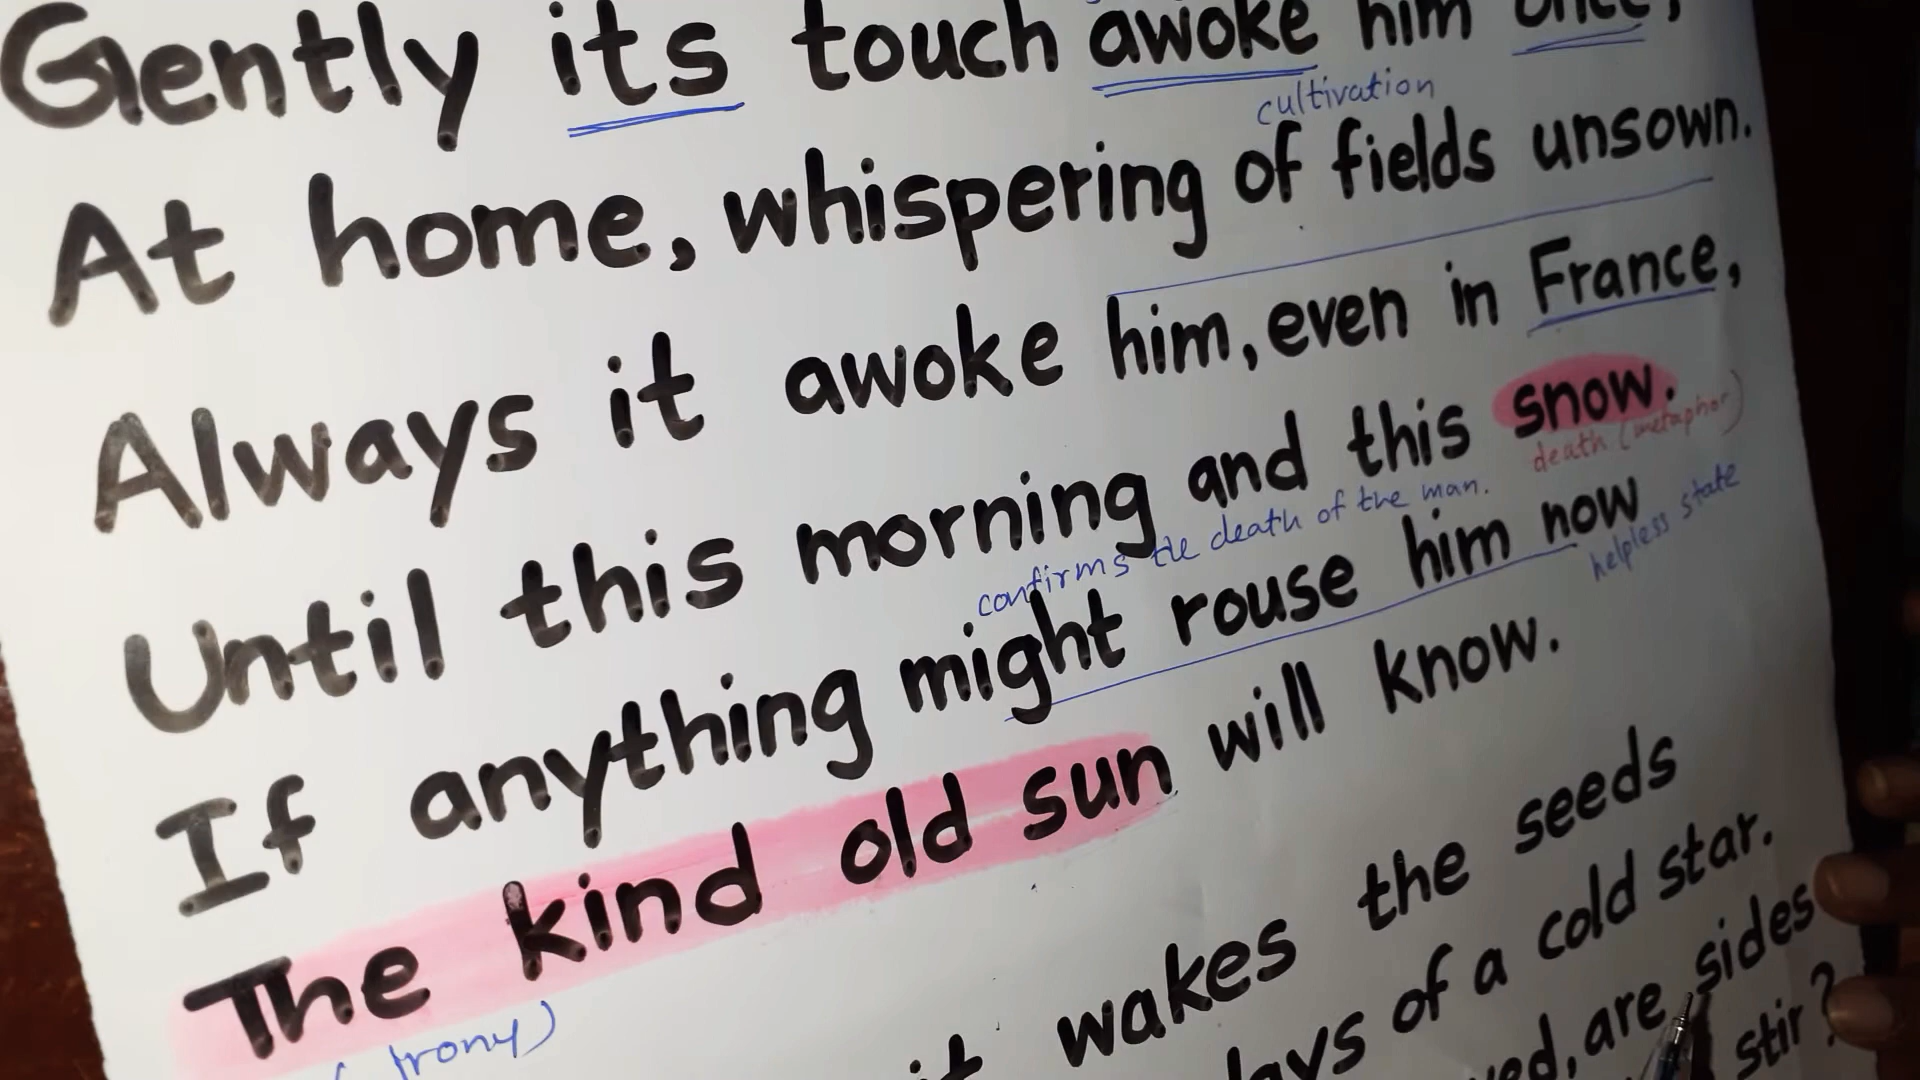 Gently its touch awoke him once,
cultivation
At home, whispering of fields unsown.
Always it awoke him, even in France,
Until this morning and this snow.
death (metaphor)
confirms the death of the man.
helpless state
If anything might rouse him now
The kind old sun will know.
(irony)
it wakes the seeds
of a cold star.
are sides
stir?